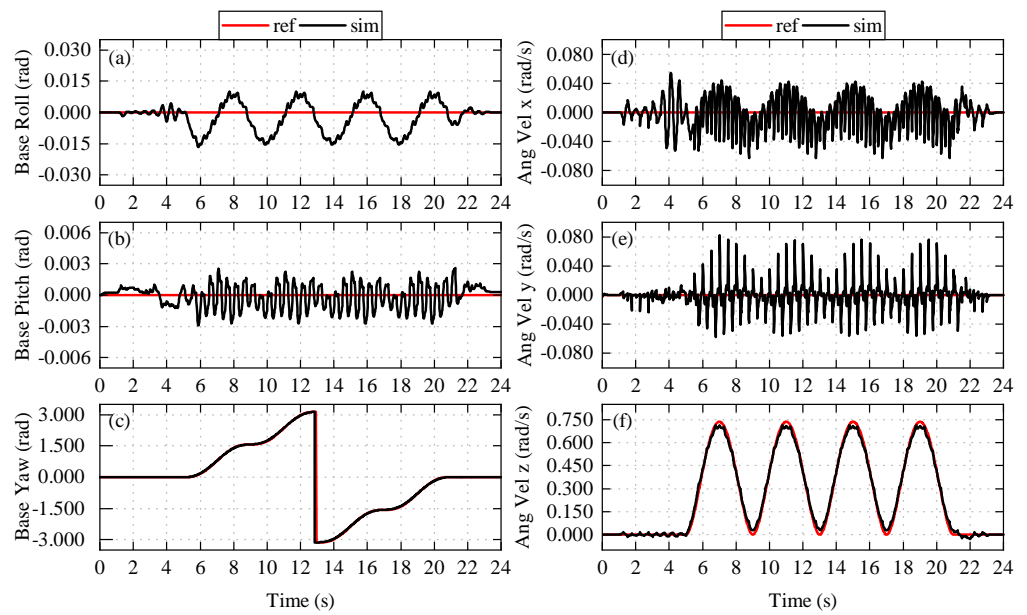 ref sim
(a)
Base Roll (rad)
0.030
0.015
0.000
-0.015
-0.030
0 2 4 6 8 10 12 14 16 18 20 22 24
(b)
Base Pitch (rad)
0.006
0.003
0.000
-0.003
-0.006
0 2 4 6 8 10 12 14 16 18 20 22 24
(c)
Base Yaw (rad)
3.000
1.500
0.000
-1.500
-3.000
0 2 4 6 8 10 12 14 16 18 20 22 24
Time (s)
ref sim
(d)
Ang Vel x (rad/s)
0.080
0.040
0.000
-0.040
-0.080
0 2 4 6 8 10 12 14 16 18 20 22 24
(e)
Ang Vel y (rad/s)
0.080
0.040
0.000
-0.040
-0.080
0 2 4 6 8 10 12 14 16 18 20 22 24
(f)
Ang Vel z (rad/s)
0.750
0.600
0.450
0.300
0.150
0.000
0 2 4 6 8 10 12 14 16 18 20 22 24
Time (s)